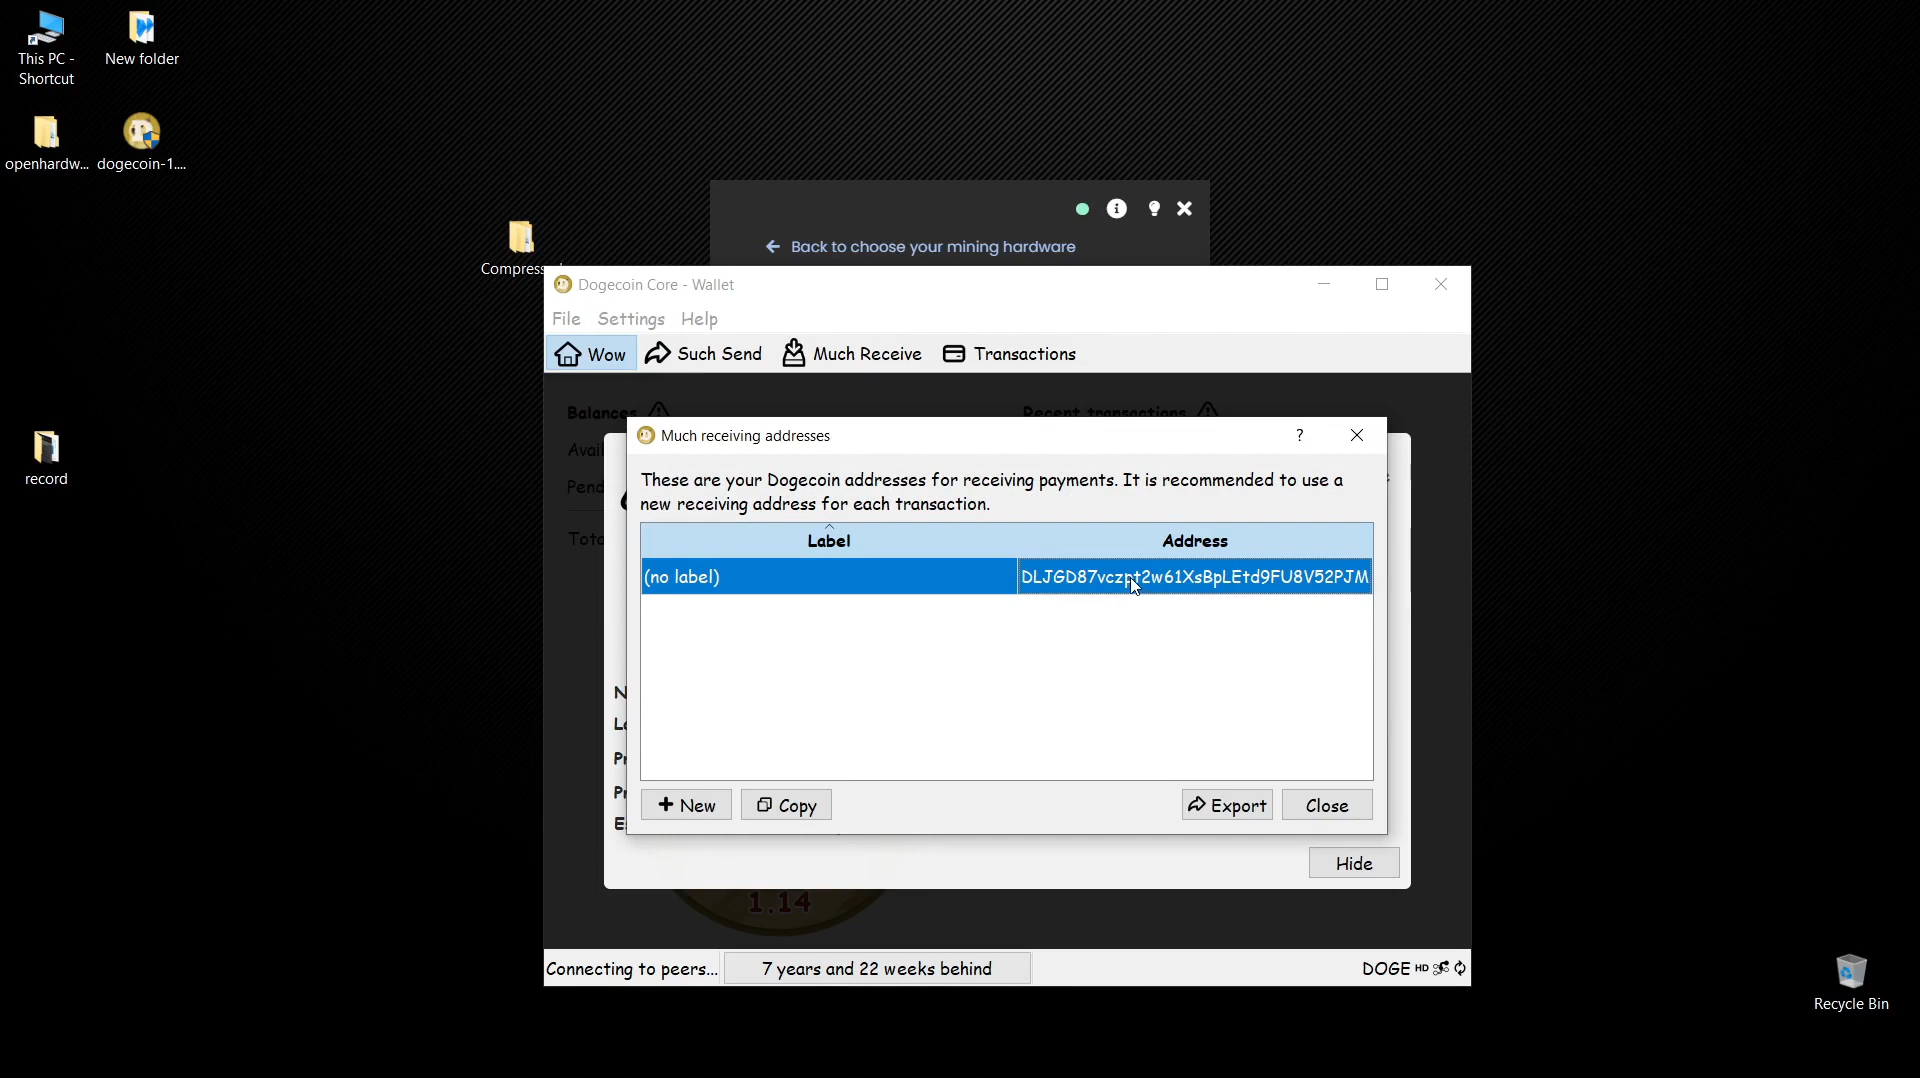 This PC -
Shortcut
New folder
openhardw...
dogecoin-1....
Back to choose your mining hardware
Dogecoin Core - Wallet
File Settings Help
Wow Such Send Much Receive Transactions
Balances
Recent transactions
Much receiving addresses
?
These are your Dogecoin addresses for receiving payments. It is recommended to use a
new receiving address for each transaction.
Label Address
(no label) DLJGD87vczpt2w61XsBpLEtd9FU8V52PJM
New Copy Export Close
Hide
1.14
Connecting to peers... 7 years and 22 weeks behind DOGE HD
record
Recycle Bin